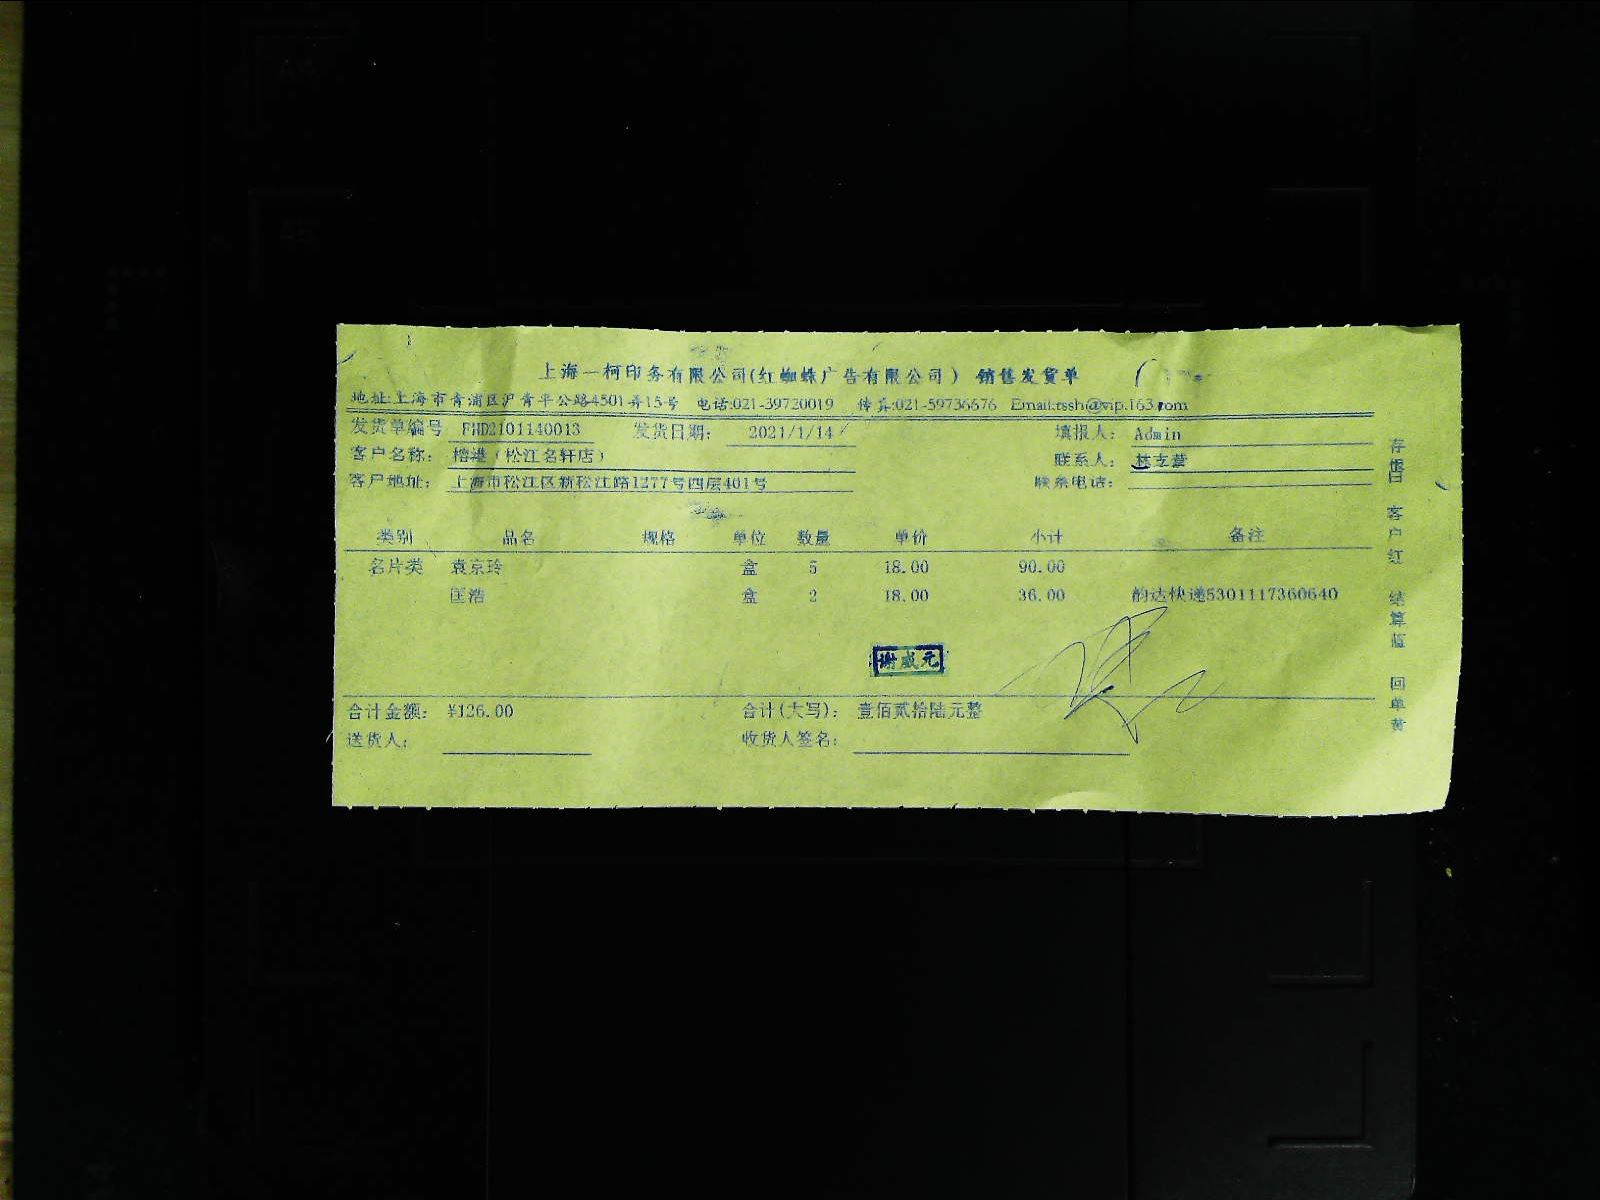 上海一柯印务有限公司(红蜘蛛广告有限公司) 销售发货单
地址:上海市青浦区沪青平公路4501弄15号 电话:021-39720019 传真:021-59736676 Email:rssh@vip.163.com
发货单编号 FHD2101140013 发货日期: 2021/1/14 填报人: Admin
客户名称: 榕港(松江名轩店) 联系人: 林支营
客户地址: 上海市松江区新松江路1277号四层401号 联系电话:
类别 品名 规格 单位 数量 单价 小计 备注
名片类 袁京玲 盒 5 18.00 90.00
匡浩 盒 2 18.00 36.00 韵达快递5301117360640
谢威元
合计金额: ¥126.00 合计(大写): 壹佰贰拾陆元整
送货人: 收货人签名:
存根白 客户红 结算蓝 回单黄